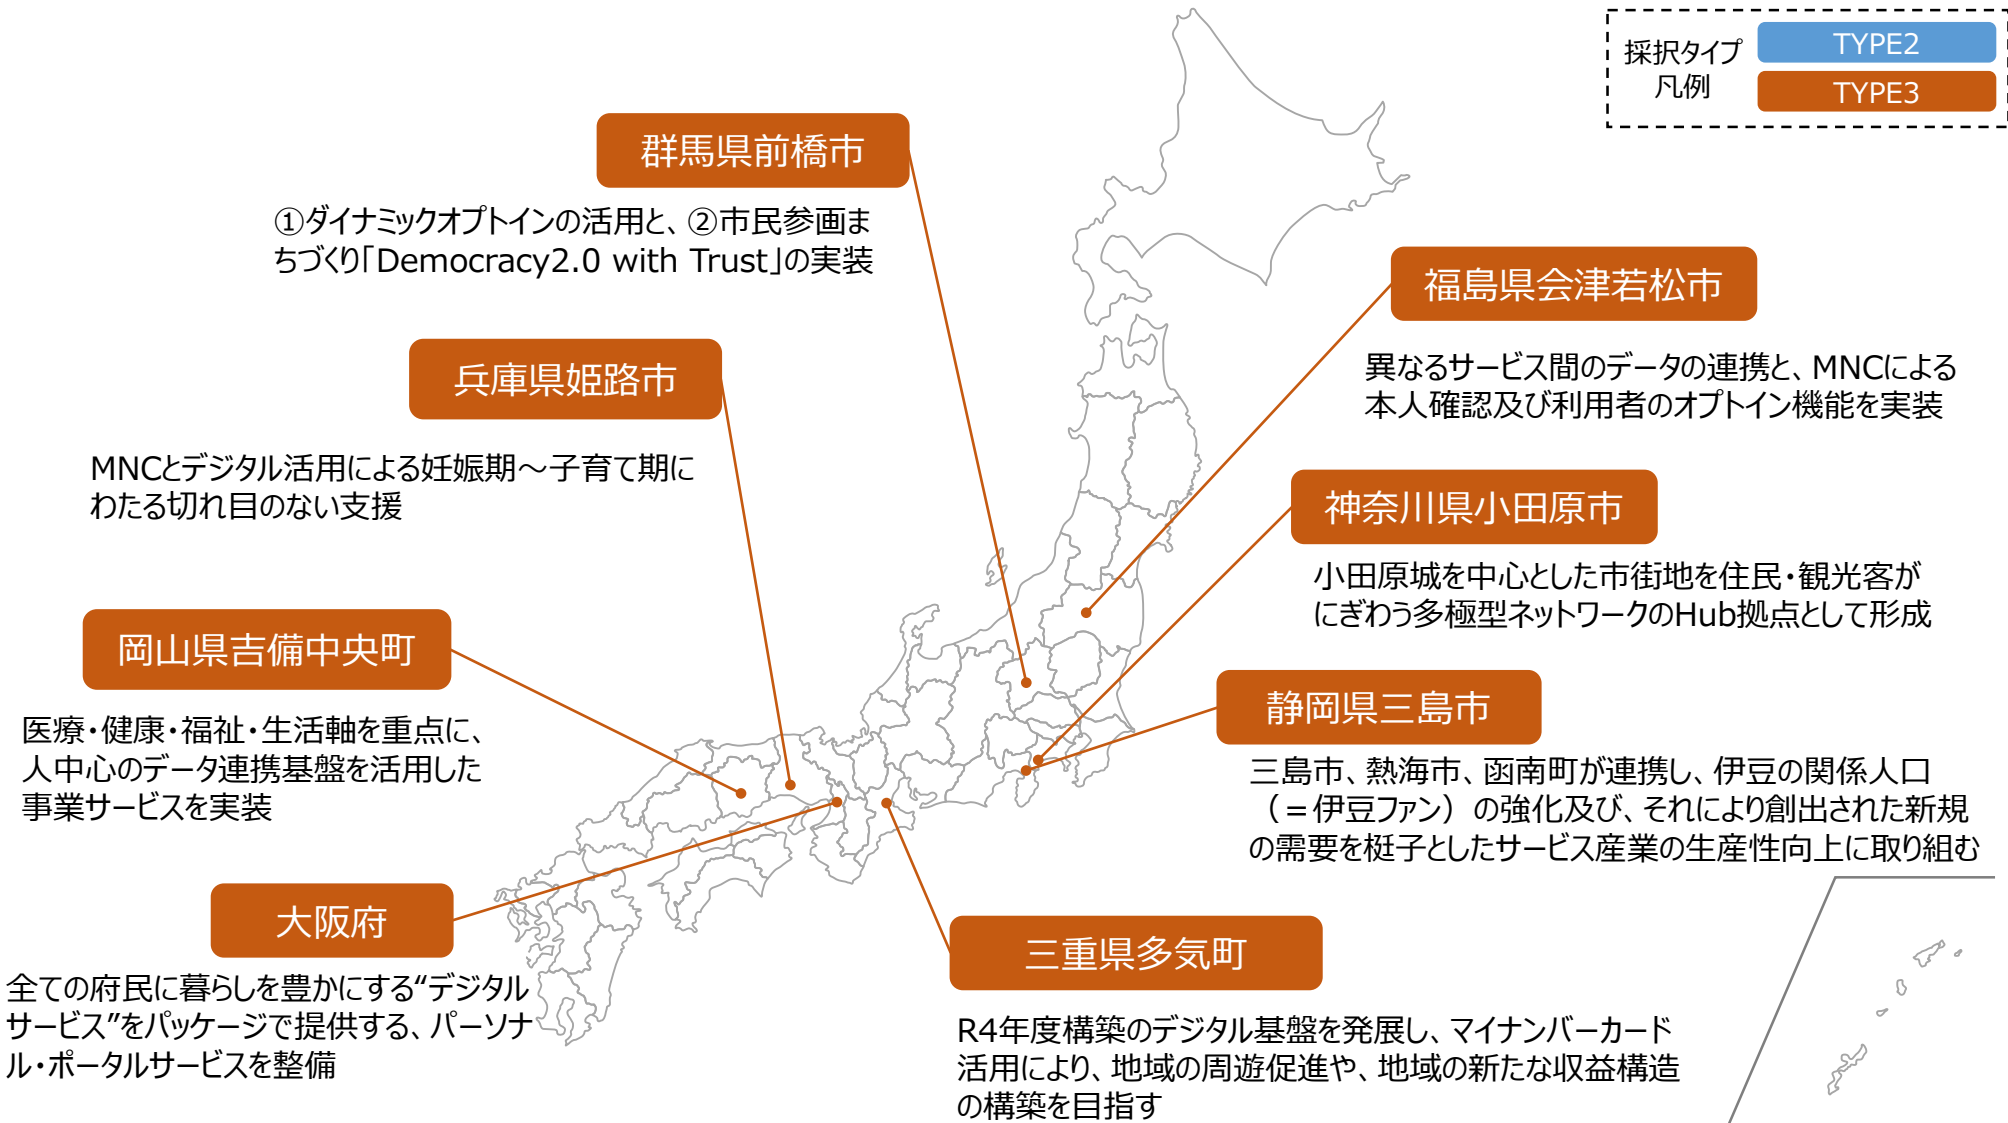 採択タイプ
凡例
TYPE2
TYPE3
群馬県前橋市
①ダイナミックオプトインの活用と、②市民参画ま
ちづくり「Democracy2.0 with Trust」の実装
福島県会津若松市
異なるサービス間のデータの連携と、MNCによる
本人確認及び利用者のオプトイン機能を実装
兵庫県姫路市
MNCとデジタル活用による妊娠期～子育て期に
わたる切れ目のない支援
神奈川県小田原市
小田原城を中心とした市街地を住民・観光客が
にぎわう多極型ネットワークのHub拠点として形成
岡山県吉備中央町
医療・健康・福祉・生活軸を重点に、
人中心のデータ連携基盤を活用した
事業サービスを実装
静岡県三島市
三島市、熱海市、函南町が連携し、伊豆の関係人口
（＝伊豆ファン）の強化及び、それにより創出された新規
の需要を梃子としたサービス産業の生産性向上に取り組む
大阪府
全ての府民に暮らしを豊かにする“デジタル
サービス”をパッケージで提供する、パーソナ
ル・ポータルサービスを整備
三重県多気町
R4年度構築のデジタル基盤を発展し、マイナンバーカード
活用により、地域の周遊促進や、地域の新たな収益構造
の構築を目指す